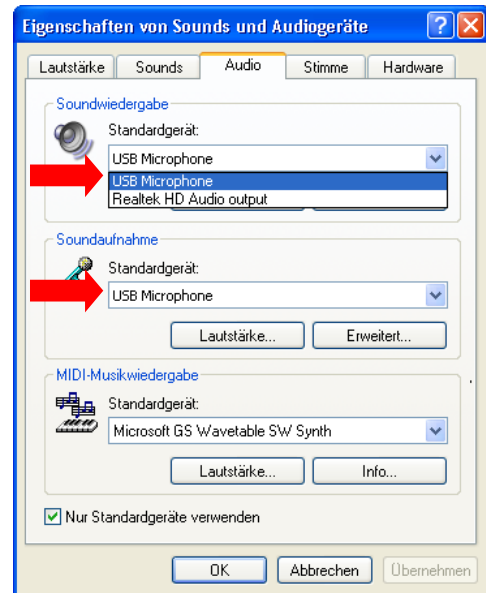 Eigenschaften von Sounds und Audiogeräte
Lautstärke Sounds Audio Stimme Hardware
Soundwiedergabe
Standardgerät:
USB Microphone
USB Microphone
Realtek HD Audio output
Soundaufnahme
Standardgerät:
USB Microphone
Lautstärke... Erweitert...
MIDI-Musikwiedergabe
Standardgerät:
Microsoft GS Wavetable SW Synth
Lautstärke... Info...
Nur Standardgeräte verwenden
OK Abbrechen Übernehmen